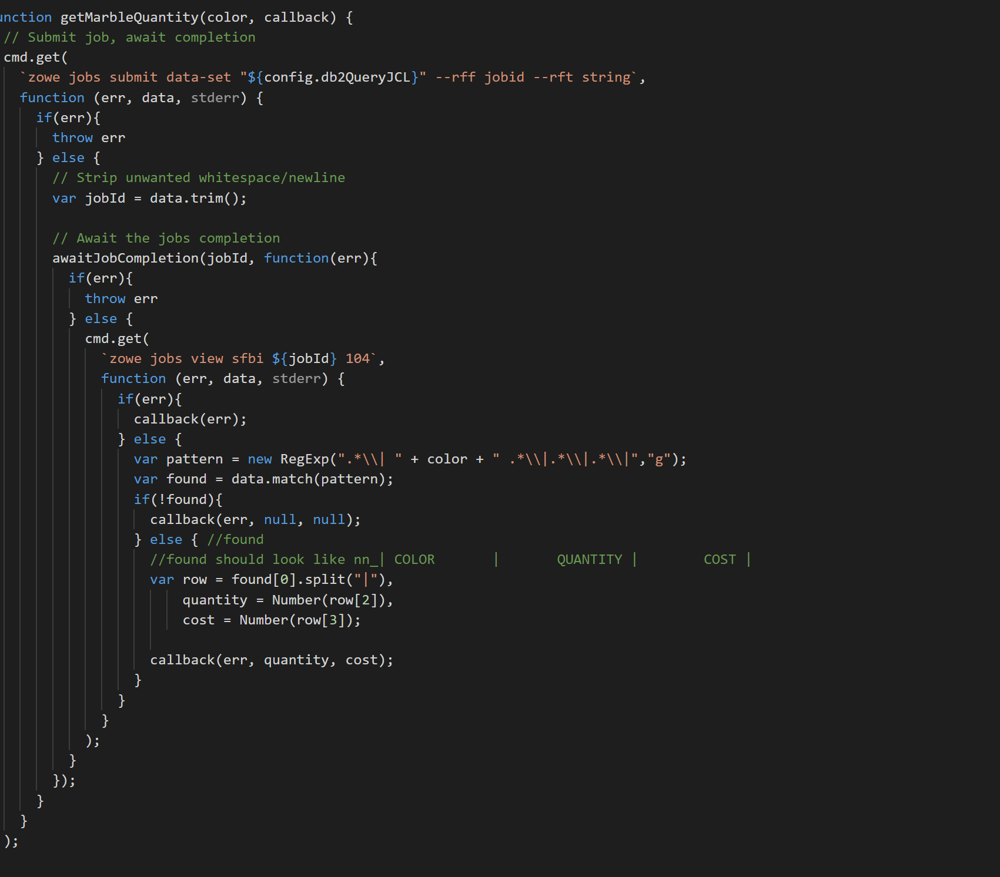 unction getMarbleQuantity(color, callback) {
// Submit job, await completion
cmd.get(
`zowe jobs submit data-set "${config.db2QueryJCL}" --rff jobid --rft string`,
function (err, data, stderr) {
if(err){
throw err
} else {
// Strip unwanted whitespace/newline
var jobId = data.trim();
// Await the jobs completion
awaitJobCompletion(jobId, function(err){
if(err){
throw err
} else {
cmd.get(
`zowe jobs view sfbi ${jobId} 104`,
function (err, data, stderr) {
if(err){
callback(err);
} else {
var pattern = new RegExp(".*\\| " + color + " .*\\|.*\\|.*\\|","g");
var found = data.match(pattern);
if(!found){
callback(err, null, null);
} else { //found
//found should look like nn_| COLOR       |       QUANTITY |        COST |
var row = found[0].split("|"),
quantity = Number(row[2]),
cost = Number(row[3]);
callback(err, quantity, cost);
}
}
}
);
}
});
}
}
);